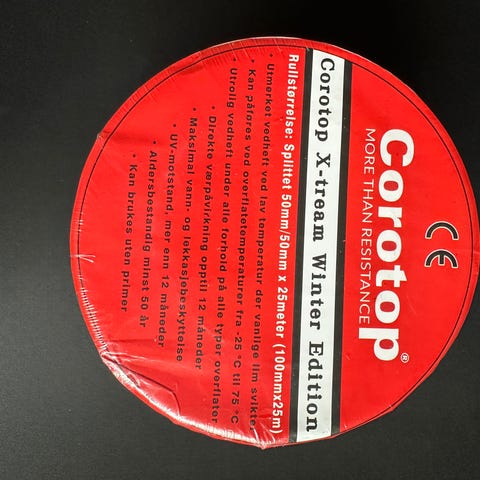 CE
Corotop®
MORE THAN RESISTANCE
Corotop X-tream Winter Edition
Rullstørrelse: Splittet 50mm/50mm x 25meter (100mmx25m)
• Utmerket vedheft ved lav temperatur der vanlige lim svikter
• Kan påføres ved overflatetemperaturer fra -25 °C til 75 °C
• Utrolig vedheft under alle forhold på alle typer overflater
• Direkte værpåvirkning opptil 12 måneder
• Maksimal vann- og lekkasjebeskyttelse
• UV-motstand, mer enn 12 måneder
• Aldersbestandig minst 50 år
• Kan brukes uten primer